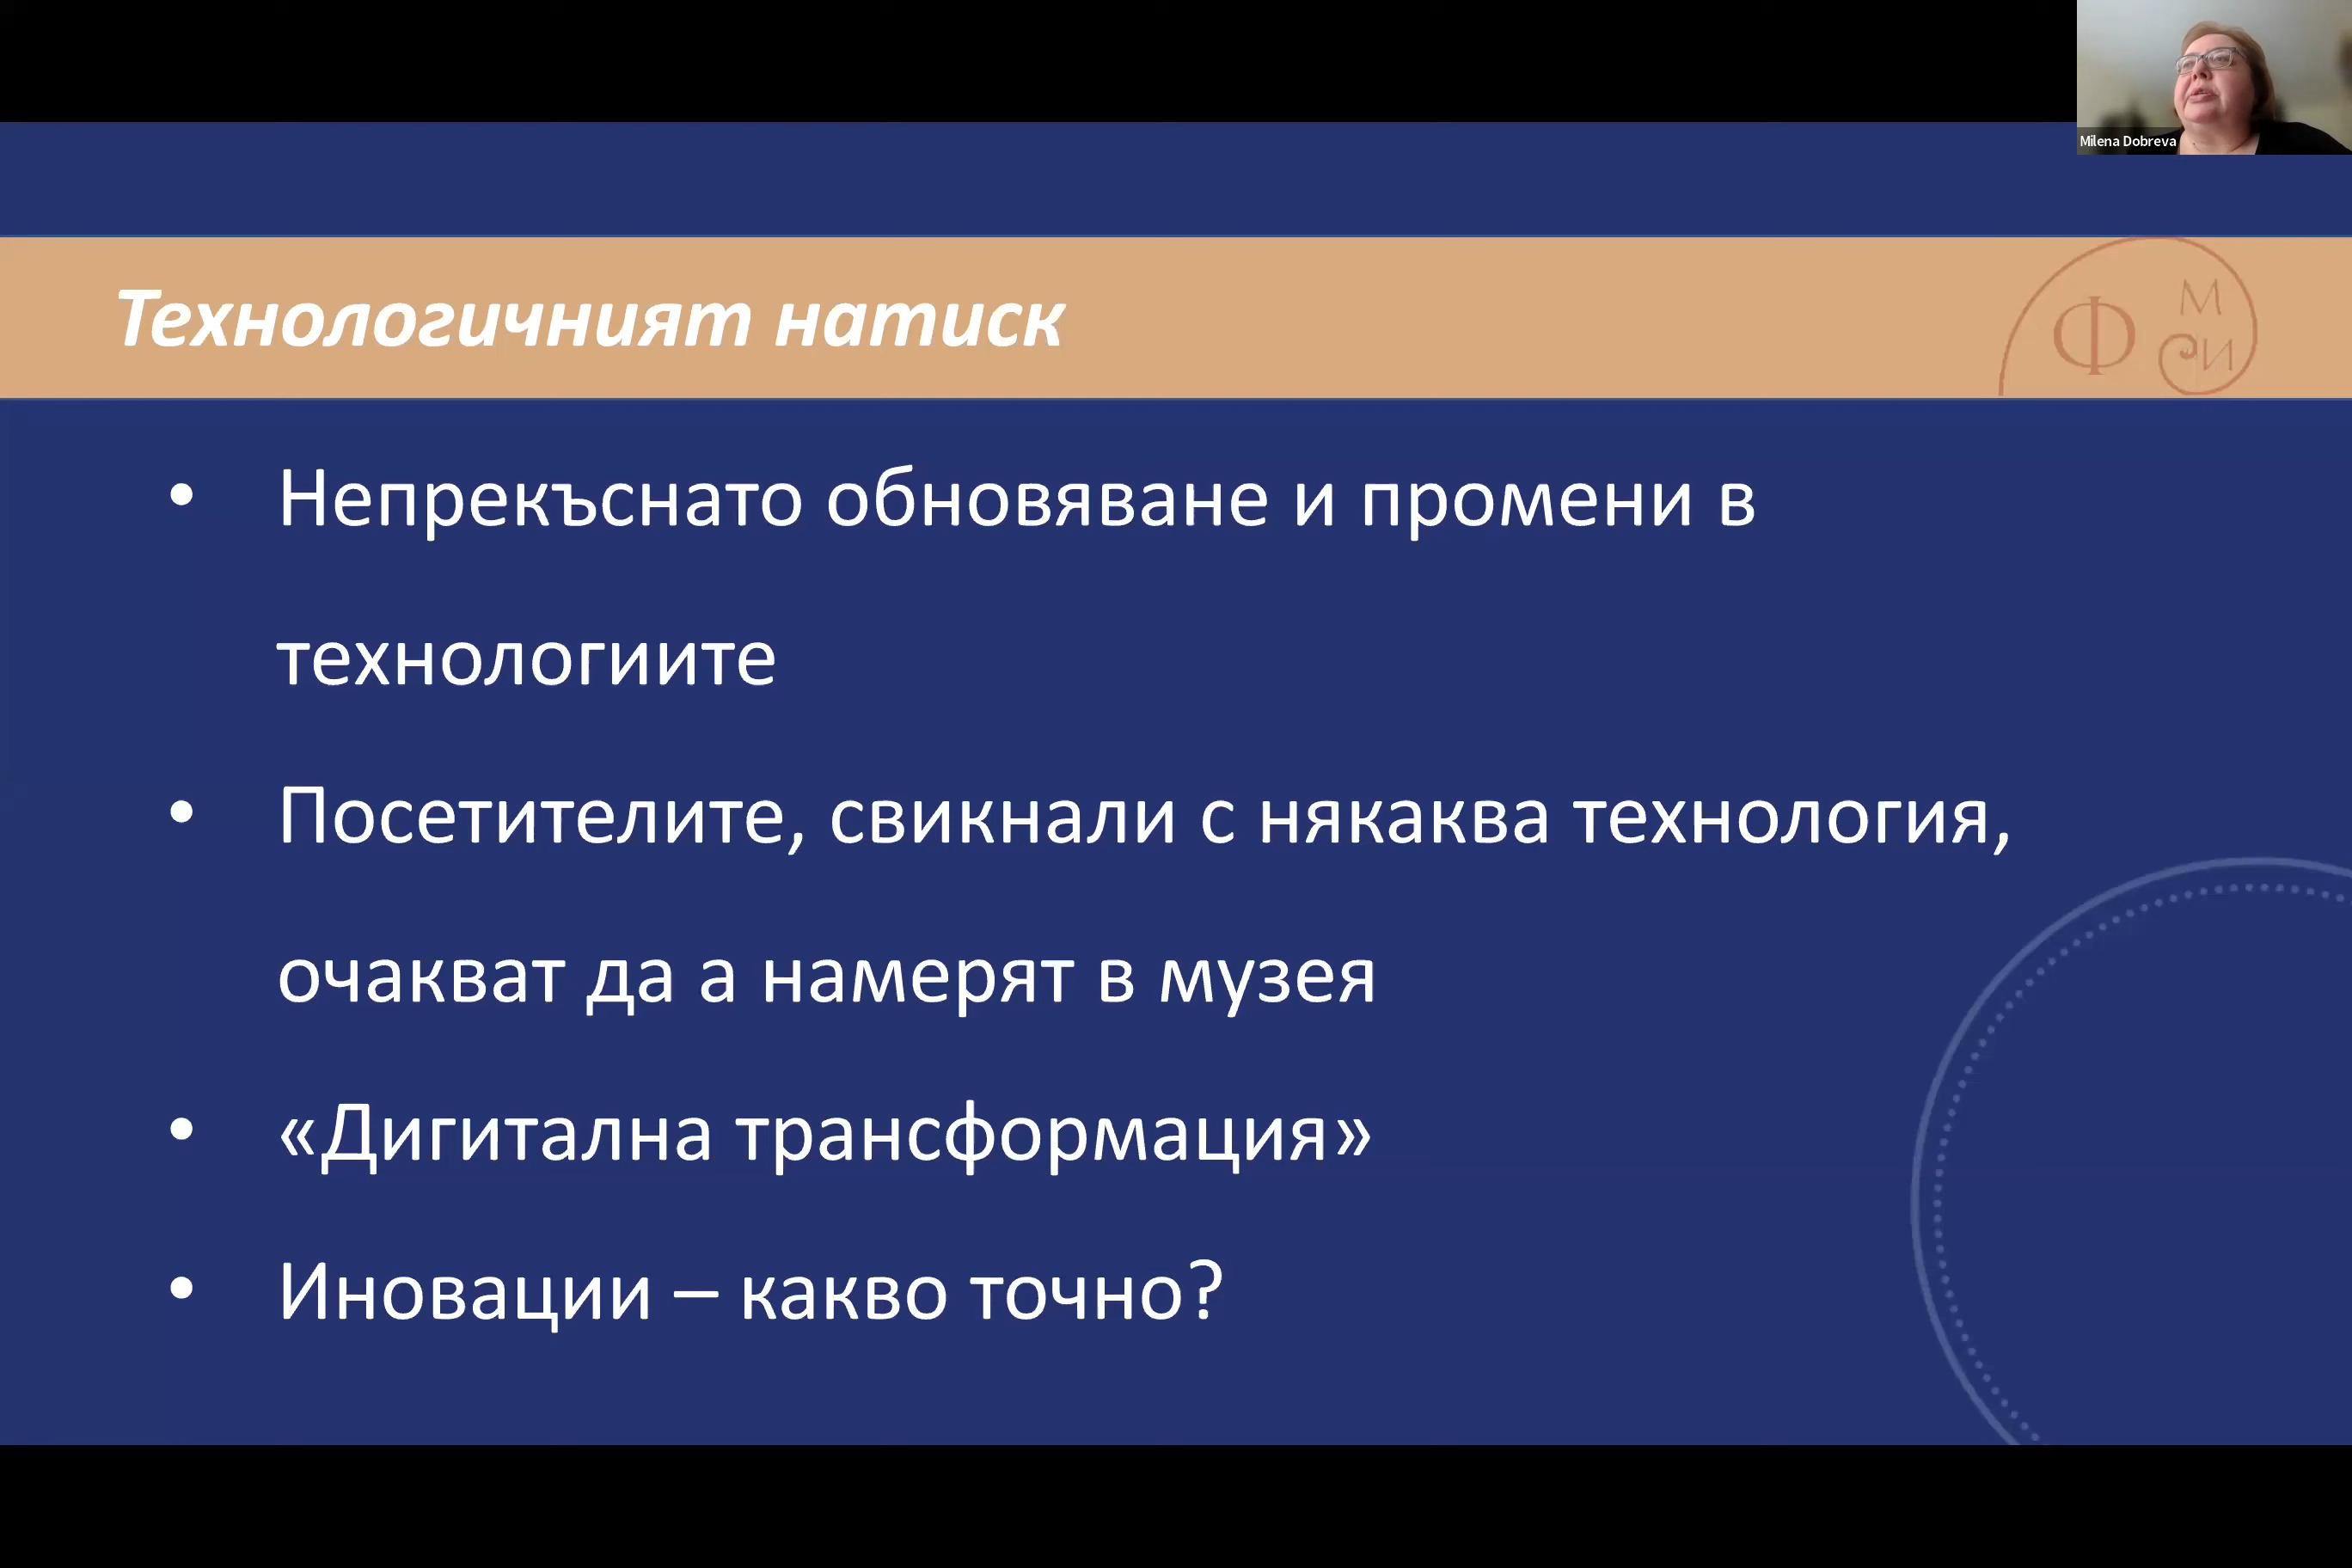 Milena Dobreva
Технологичният натиск
Ф М
СИ
• Непрекъснато обновяване и промени в
технологиите
• Посетителите, свикнали с някаква технология,
очакват да а намерят в музея
• «Дигитална трансформация»
• Иновации – какво точно?